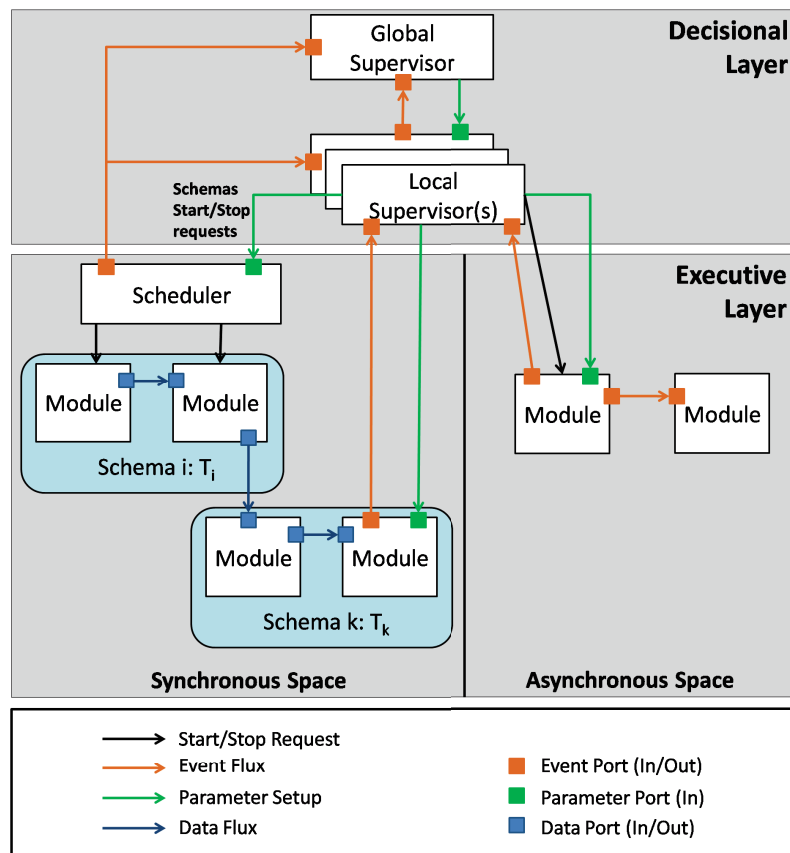 Decisional
Layer
Global
Supervisor
Schemas
Start/Stop
requests
Local
Supervisor(s)
Executive
Layer
Scheduler
Module
Module
Schema i: Ti
Module
Module
Module
Module
Schema k: Tk
Synchronous Space
Asynchronous Space
Start/Stop Request
Event Flux
Parameter Setup
Data Flux
Event Port (In/Out)
Parameter Port (In)
Data Port (In/Out)